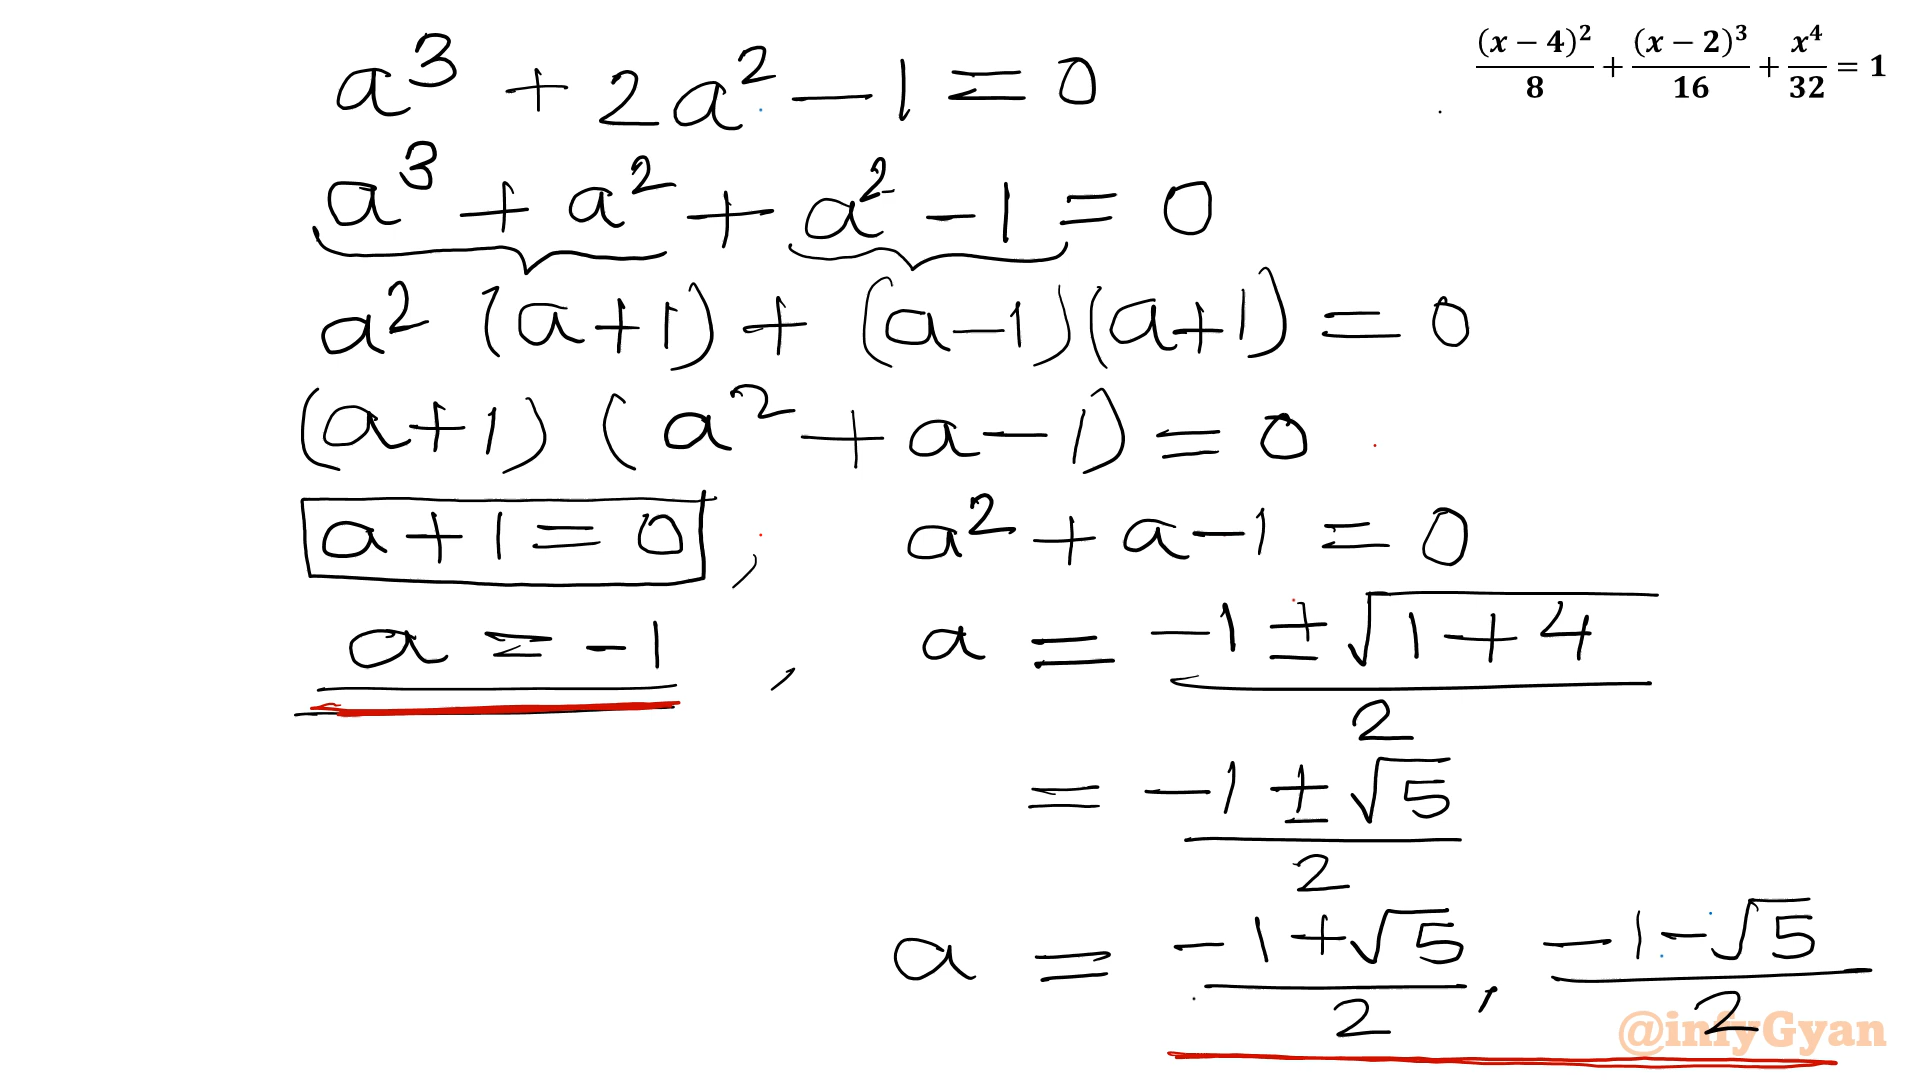 (x − 4)²/8 + (x − 2)³/16 + x⁴/32 = 1
a³ + 2a² − 1 = 0
a³ + a² + a² − 1 = 0
a² (a+1) + (a−1)(a+1) = 0
(a+1) (a² + a − 1) = 0
a + 1 = 0 , a² + a − 1 = 0
a = −1 , a = (−1 ± √(1+4))/2
= (−1 ± √5)/2
a = (−1+√5)/2 , (−1−√5)/2
@infyGyan